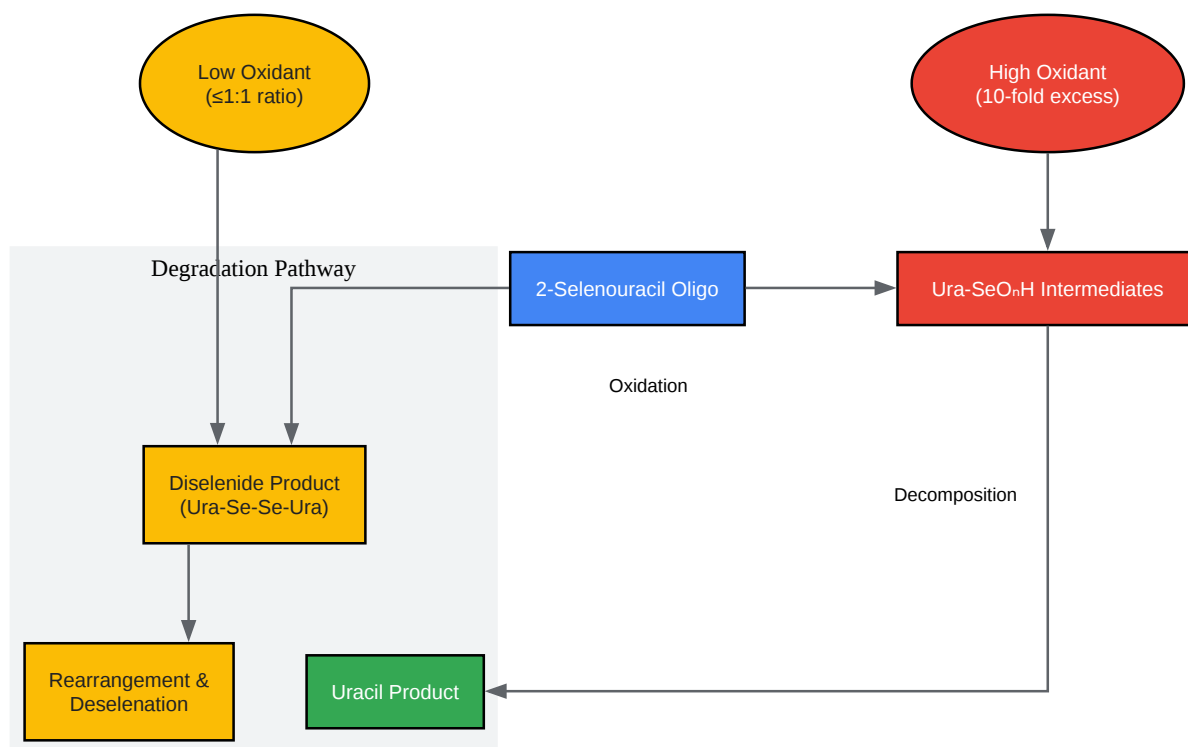 Low Oxidant
(≤1:1 ratio)
High Oxidant
(10-fold excess)
Degradation Pathway
2-Selenouracil Oligo
Ura-SeOₙH Intermediates
Oxidation
Diselenide Product
(Ura-Se-Se-Ura)
Decomposition
Rearrangement &
Deselenation
Uracil Product